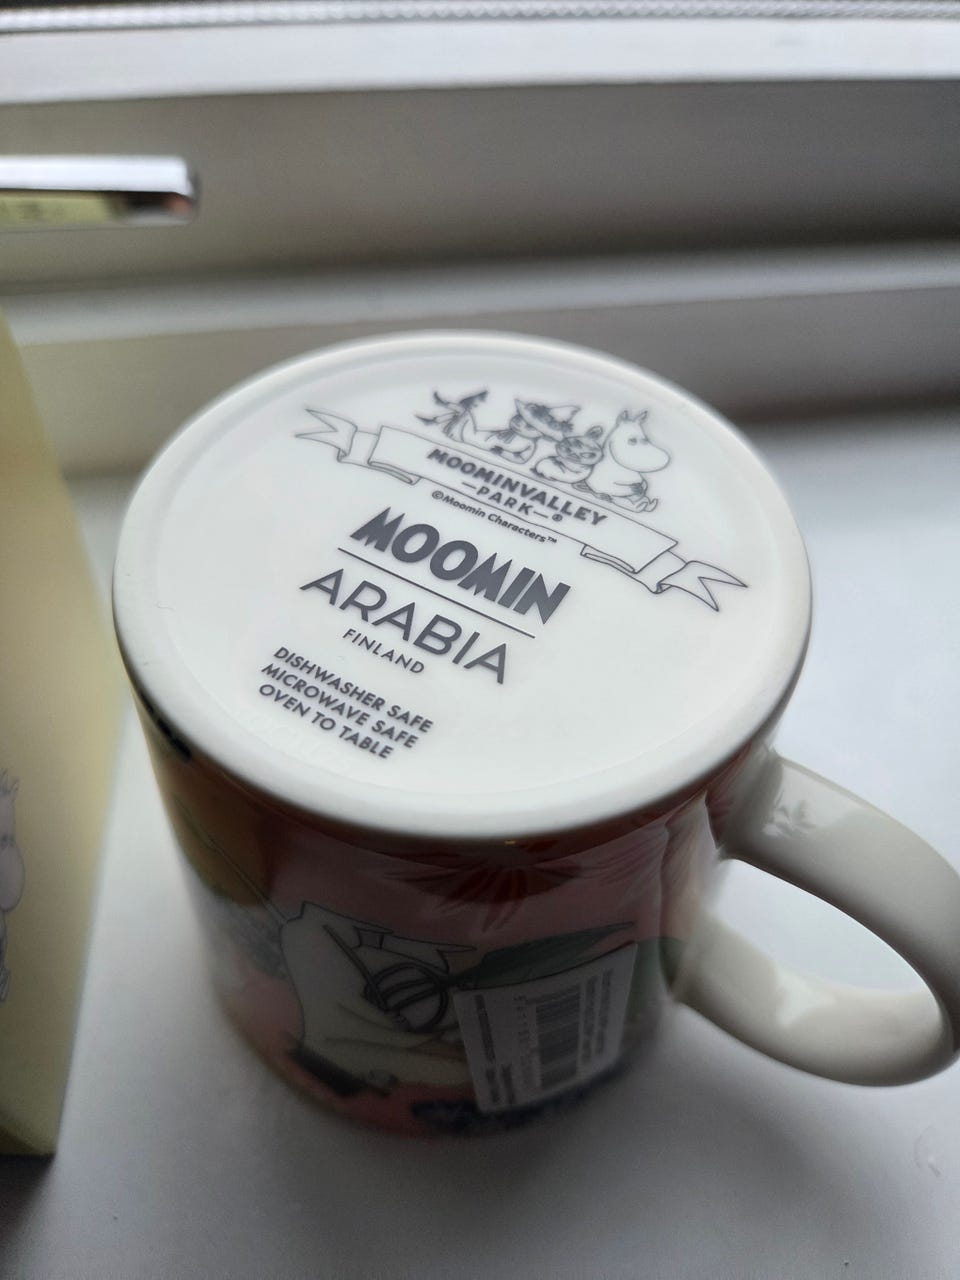 MOOMINVALLEY
—PARK—®
©Moomin Characters™
MOOMIN
ARABIA
FINLAND
DISHWASHER SAFE
MICROWAVE SAFE
OVEN TO TABLE